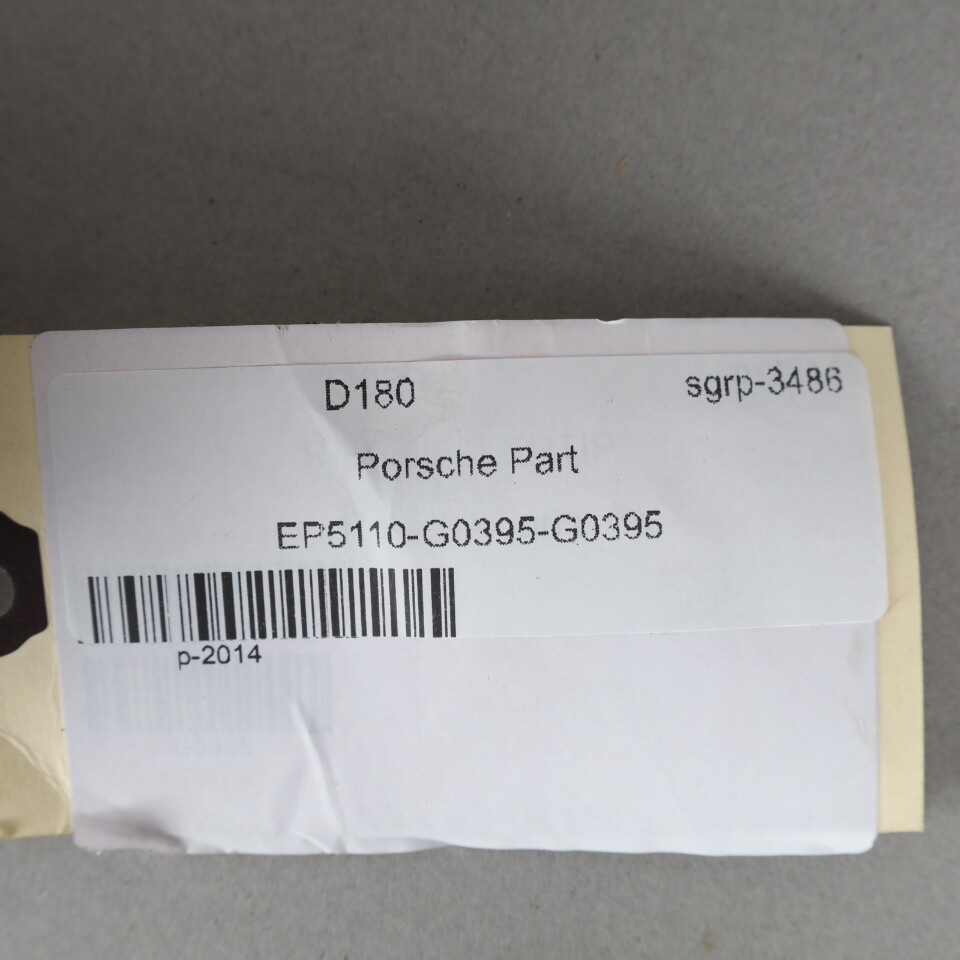 D180 sgrp-3486
Porsche Part
EP5110-G0395-G0395
p-2014